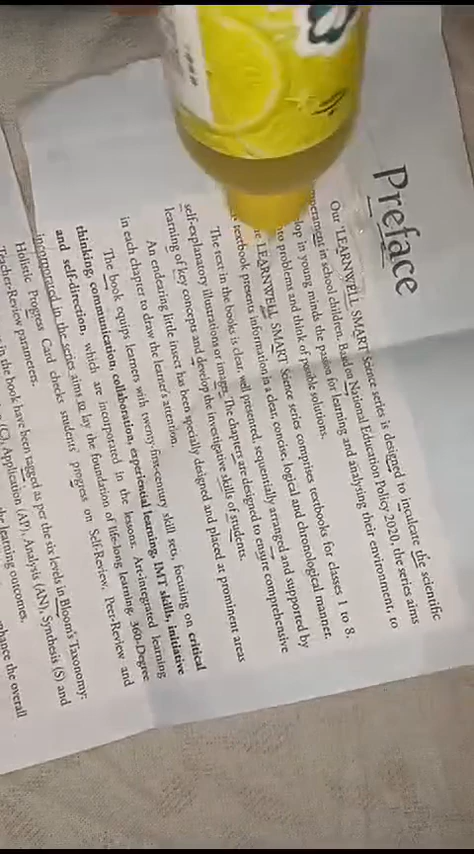 Preface
Our 'LEARNWELL SMART' Science series is designed to inculcate the scientific
temperament in school children. Based on National Education Policy 2020, the series aims
log in young minds the passion for learning and analysing their environment, to
into problems and think of possible solutions.
LEARNWELL SMART Science series comprises textbooks for classes 1 to 8.
textbook presents information in a clear, concise, logical and chronological manner.
The text in the books is clear, well presented, sequentially arranged and supported by
self-explanatory illustrations or images. The chapters are designed to ensure comprehensive
learning of key concepts and develop the investigative skills of students.
An endearing little insect has been specially designed and placed at prominent areas
in each chapter to draw the learner's attention.
The book equips learners with twenty-first-century skill sets, focusing on critical
thinking, communication, collaboration, experiential learning, IMT skills, initiative
and self-direction, which are incorporated in the lessons. Art-integrated learning
incorporated in the series aims to lay the foundation of life-long learning. 360-Degree
Holistic Progress Card checks students' progress on Self-Review, Peer-Review and
Teacher-Review parameters.
in the book have been tagged as per the six levels in Bloom's Taxonomy:
(C), Application (AP), Analysis (AN), Synthesis (S) and
the learning outcomes.
the overall